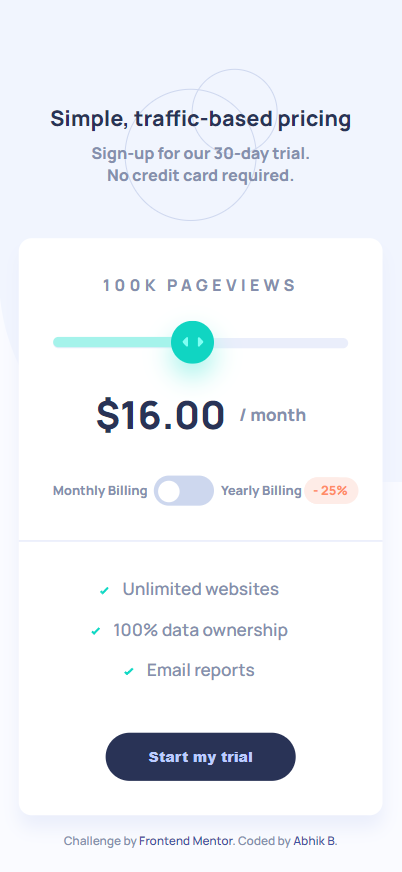 Simple, traffic-based pricing
Sign-up for our 30-day trial.
No credit card required.
100K PAGEVIEWS
$16.00 / month
Monthly Billing Yearly Billing - 25%
Unlimited websites
100% data ownership
Email reports
Start my trial
Challenge by Frontend Mentor. Coded by Abhik B.